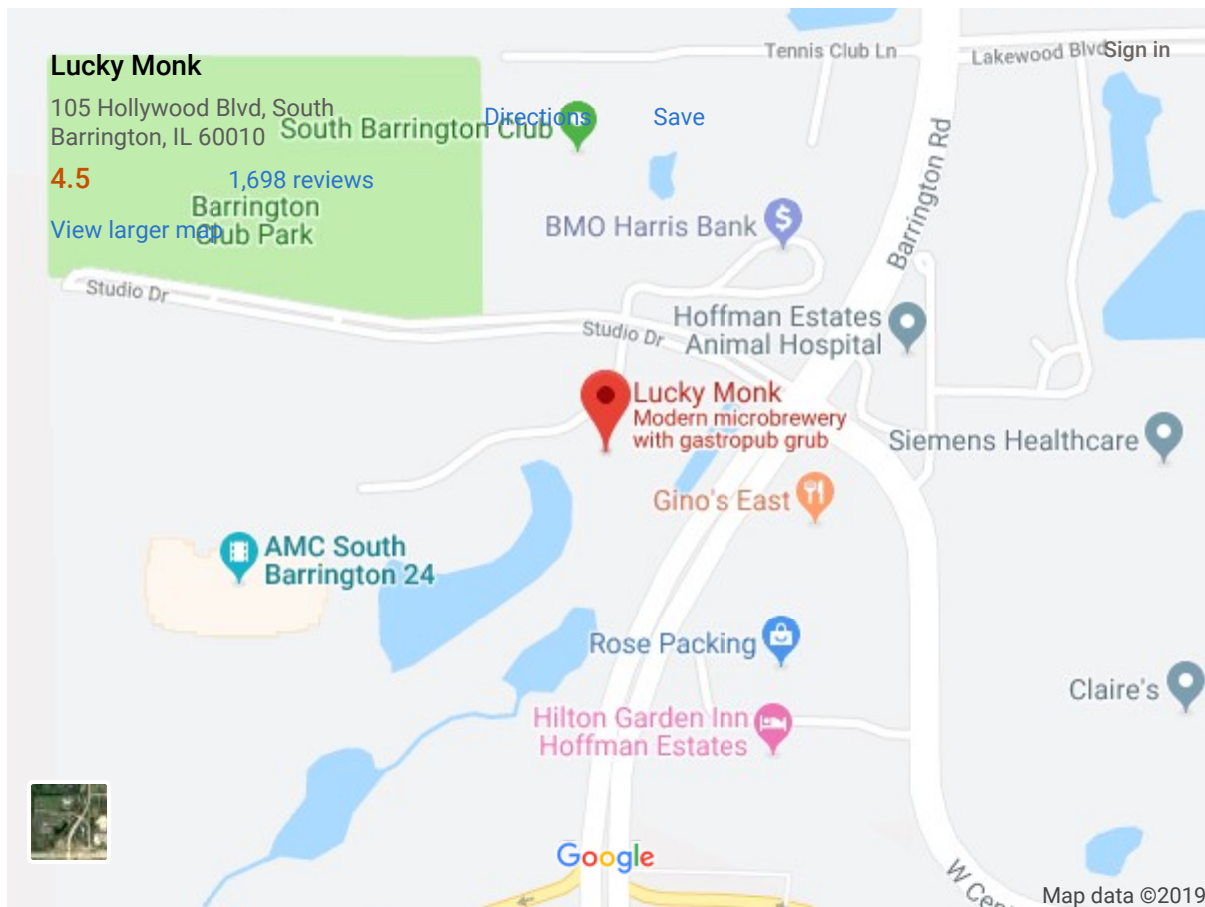 Lucky Monk
105 Hollywood Blvd, South
Barrington, IL 60010
4.5
1,698 reviews
View larger map
Directions
Save
Sign in
Tennis Club Ln
Lakewood Blvd
South Barrington Club
Barrington
Club Park
BMO Harris Bank
Barrington Rd
Studio Dr
Studio Dr
Hoffman Estates
Animal Hospital
Lucky Monk
Modern microbrewery
with gastropub grub
Siemens Healthcare
Gino's East
AMC South
Barrington 24
Rose Packing
Claire's
Hilton Garden Inn
Hoffman Estates
Google
W Cen
Map data ©2019